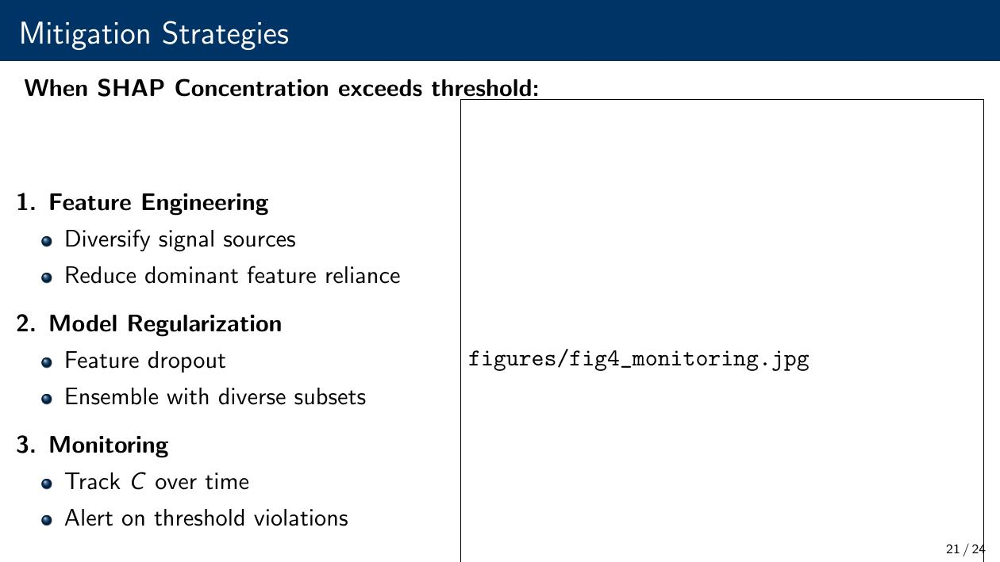 Mitigation Strategies
When SHAP Concentration exceeds threshold:
1. Feature Engineering
Diversify signal sources
Reduce dominant feature reliance
2. Model Regularization
Feature dropout
Ensemble with diverse subsets
3. Monitoring
Track C over time
Alert on threshold violations
figures/fig4_monitoring.jpg
21 / 24